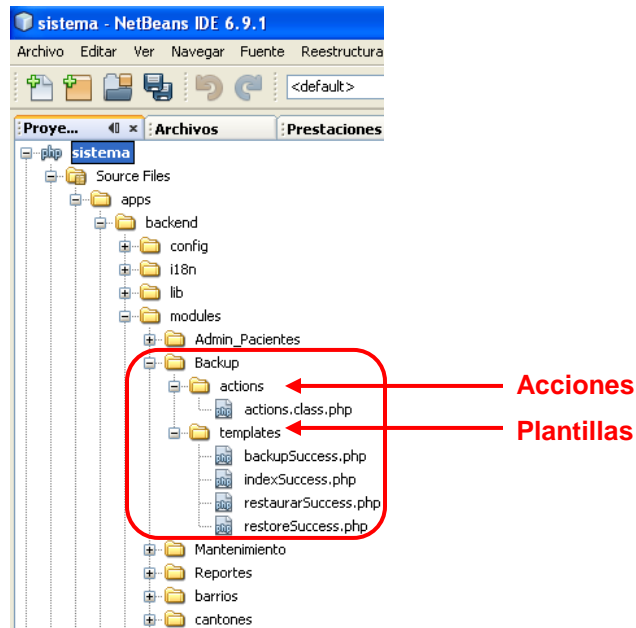 sistema - NetBeans IDE 6.9.1
Archivo Editar Ver Navegar Fuente Reestructura
<default>
Proye... Archivos Prestaciones
sistema
Source Files
apps
backend
config
i18n
lib
modules
Admin_Pacientes
Backup
actions
Acciones
actions.class.php
templates
Plantillas
backupSuccess.php
indexSuccess.php
restaurarSuccess.php
restoreSuccess.php
Mantenimiento
Reportes
barrios
cantones